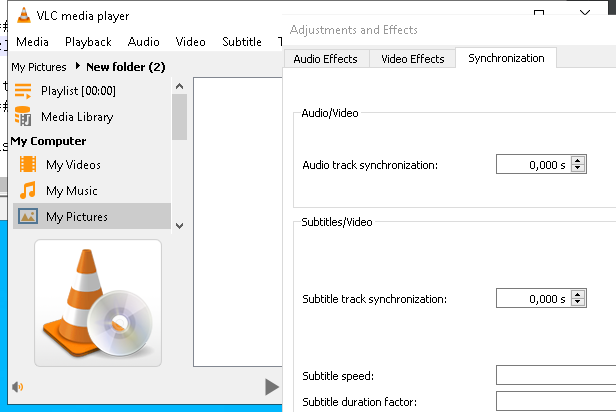 VLC media player
Media Playback Audio Video Subtitle
My Pictures New folder (2)
Playlist [00:00]
Media Library
My Computer
My Videos
My Music
My Pictures
Adjustments and Effects
Audio Effects Video Effects Synchronization
Audio/Video
Audio track synchronization: 0,000 s
Subtitles/Video
Subtitle track synchronization: 0,000 s
Subtitle speed:
Subtitle duration factor: